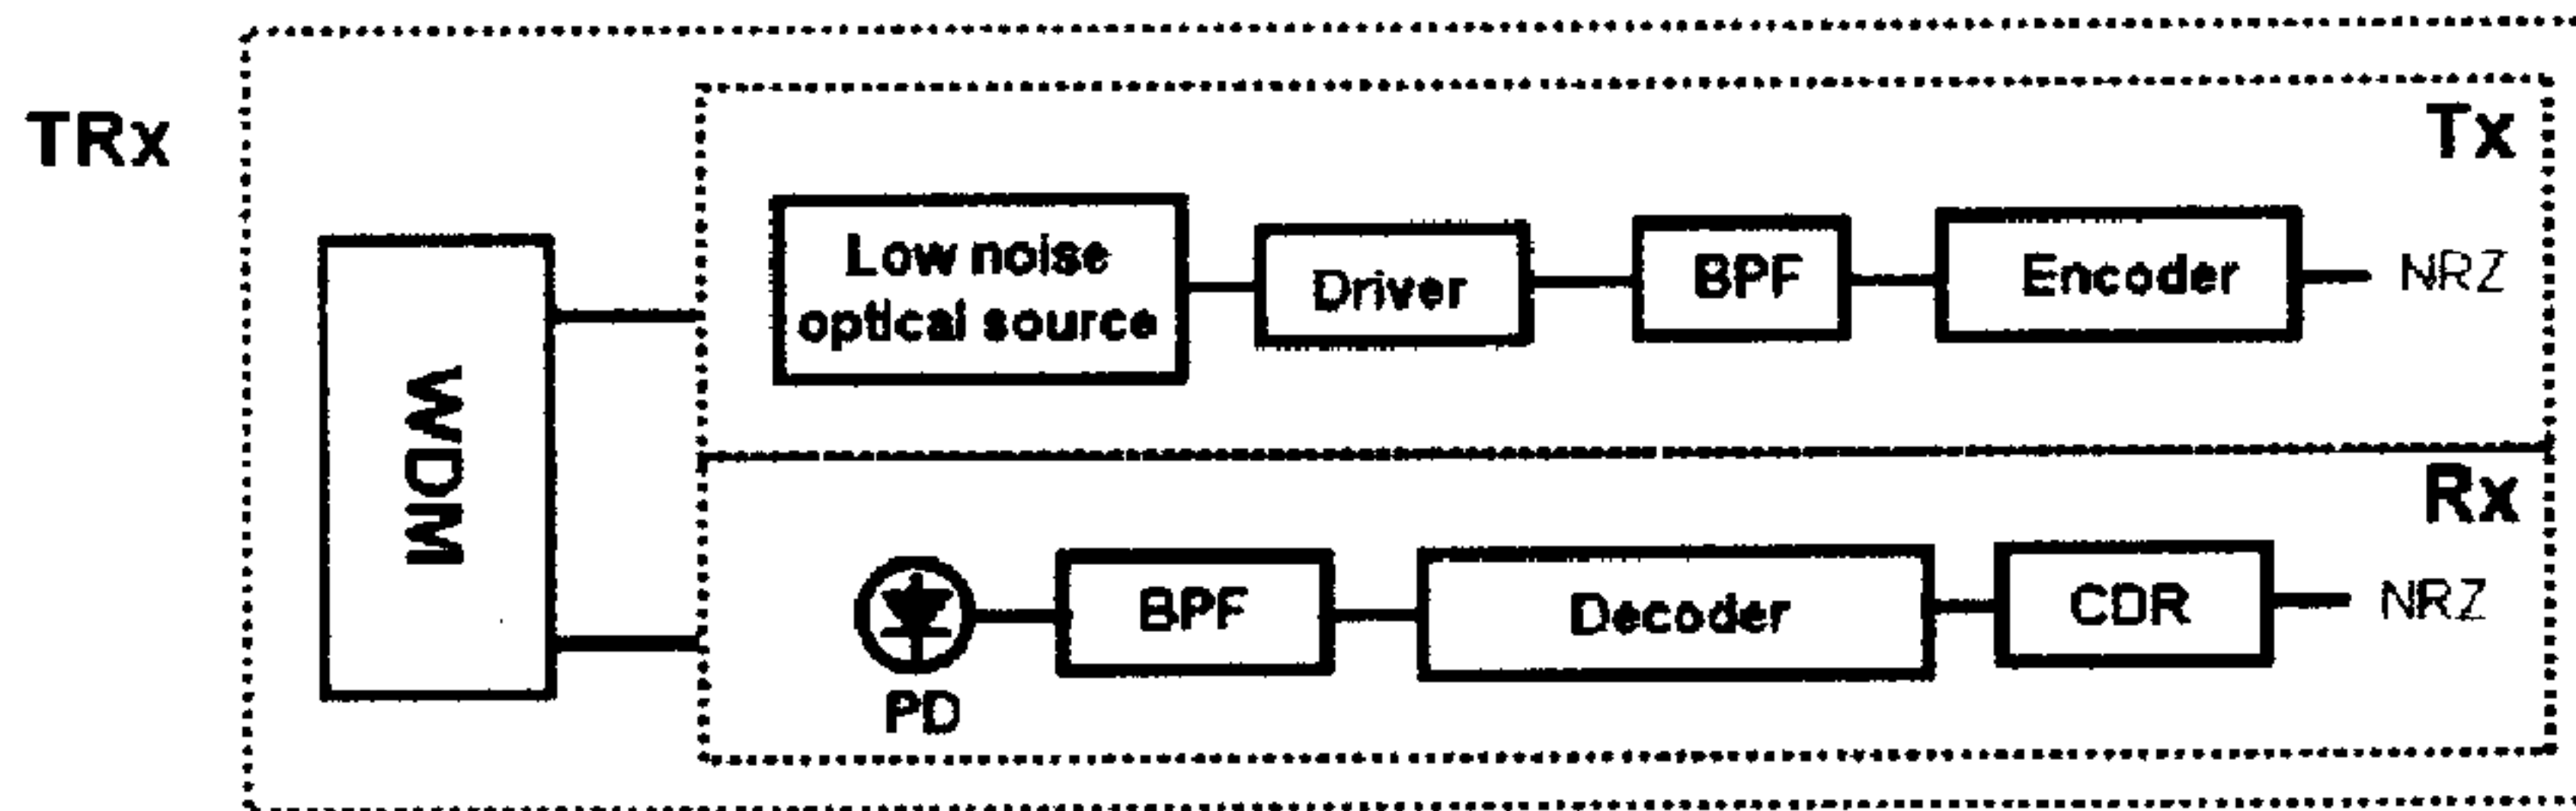 TRx
Tx
Low noise
optical source
Driver
BPF
Encoder
NRZ
WDM
Rx
PD
BPF
Decoder
CDR
NRZ